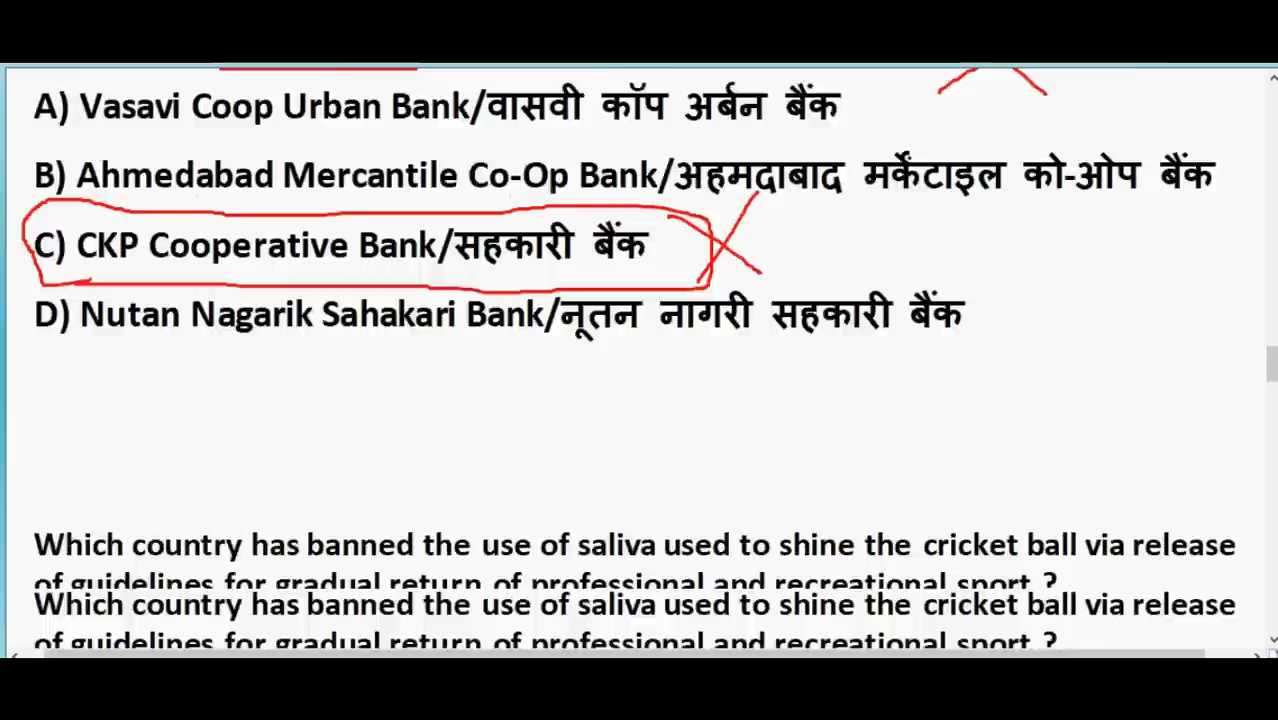 A) Vasavi Coop Urban Bank/वासवी कॉप अर्बन बैंक
B) Ahmedabad Mercantile Co-Op Bank/अहमदाबाद मर्केंटाइल को-ओप बैंक
C) CKP Cooperative Bank/सहकारी बैंक
D) Nutan Nagarik Sahakari Bank/नूतन नागरी सहकारी बैंक
Which country has banned the use of saliva used to shine the cricket ball via release
of guidelines for gradual return of professional and recreational sport ?
Which country has banned the use of saliva used to shine the cricket ball via release
of guidelines for gradual return of professional and recreational sport ?